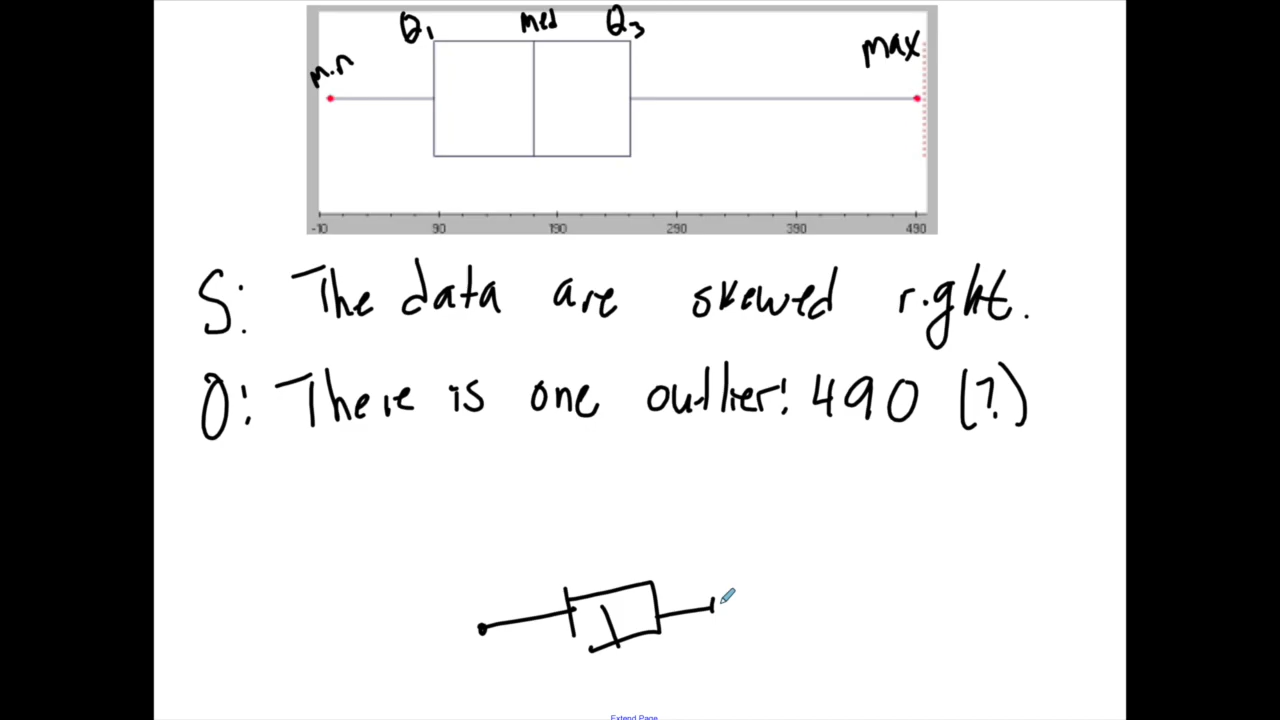 Q1 med Q3
min max
-10 90 190 290 390 490
S: The data are skewed right.
O: There is one outlier: 490 (?)
Extend Page